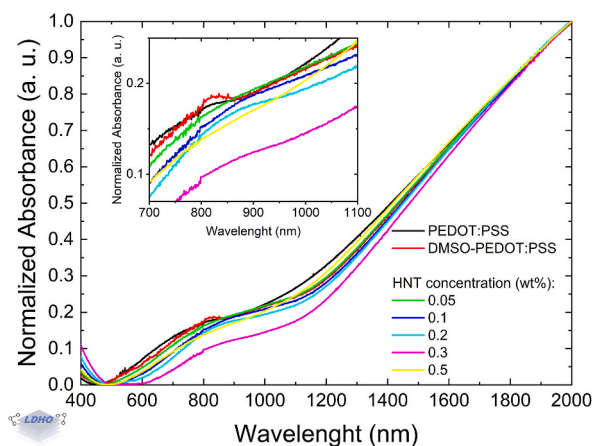 1.0
0.9
0.8
0.7
0.6
0.5
0.4
0.3
0.2
0.1
0.0
Normalized Absorbance (a. u.)
400 600 800 1000 1200 1400 1600 1800 2000
Wavelenght (nm)
0.2
0.1
Normalized Absorbance (a. u.)
700 800 900 1000 1100
Wavelenght (nm)
PEDOT:PSS
DMSO-PEDOT:PSS
HNT concentration (wt%):
0.05
0.1
0.2
0.3
0.5
LDHO